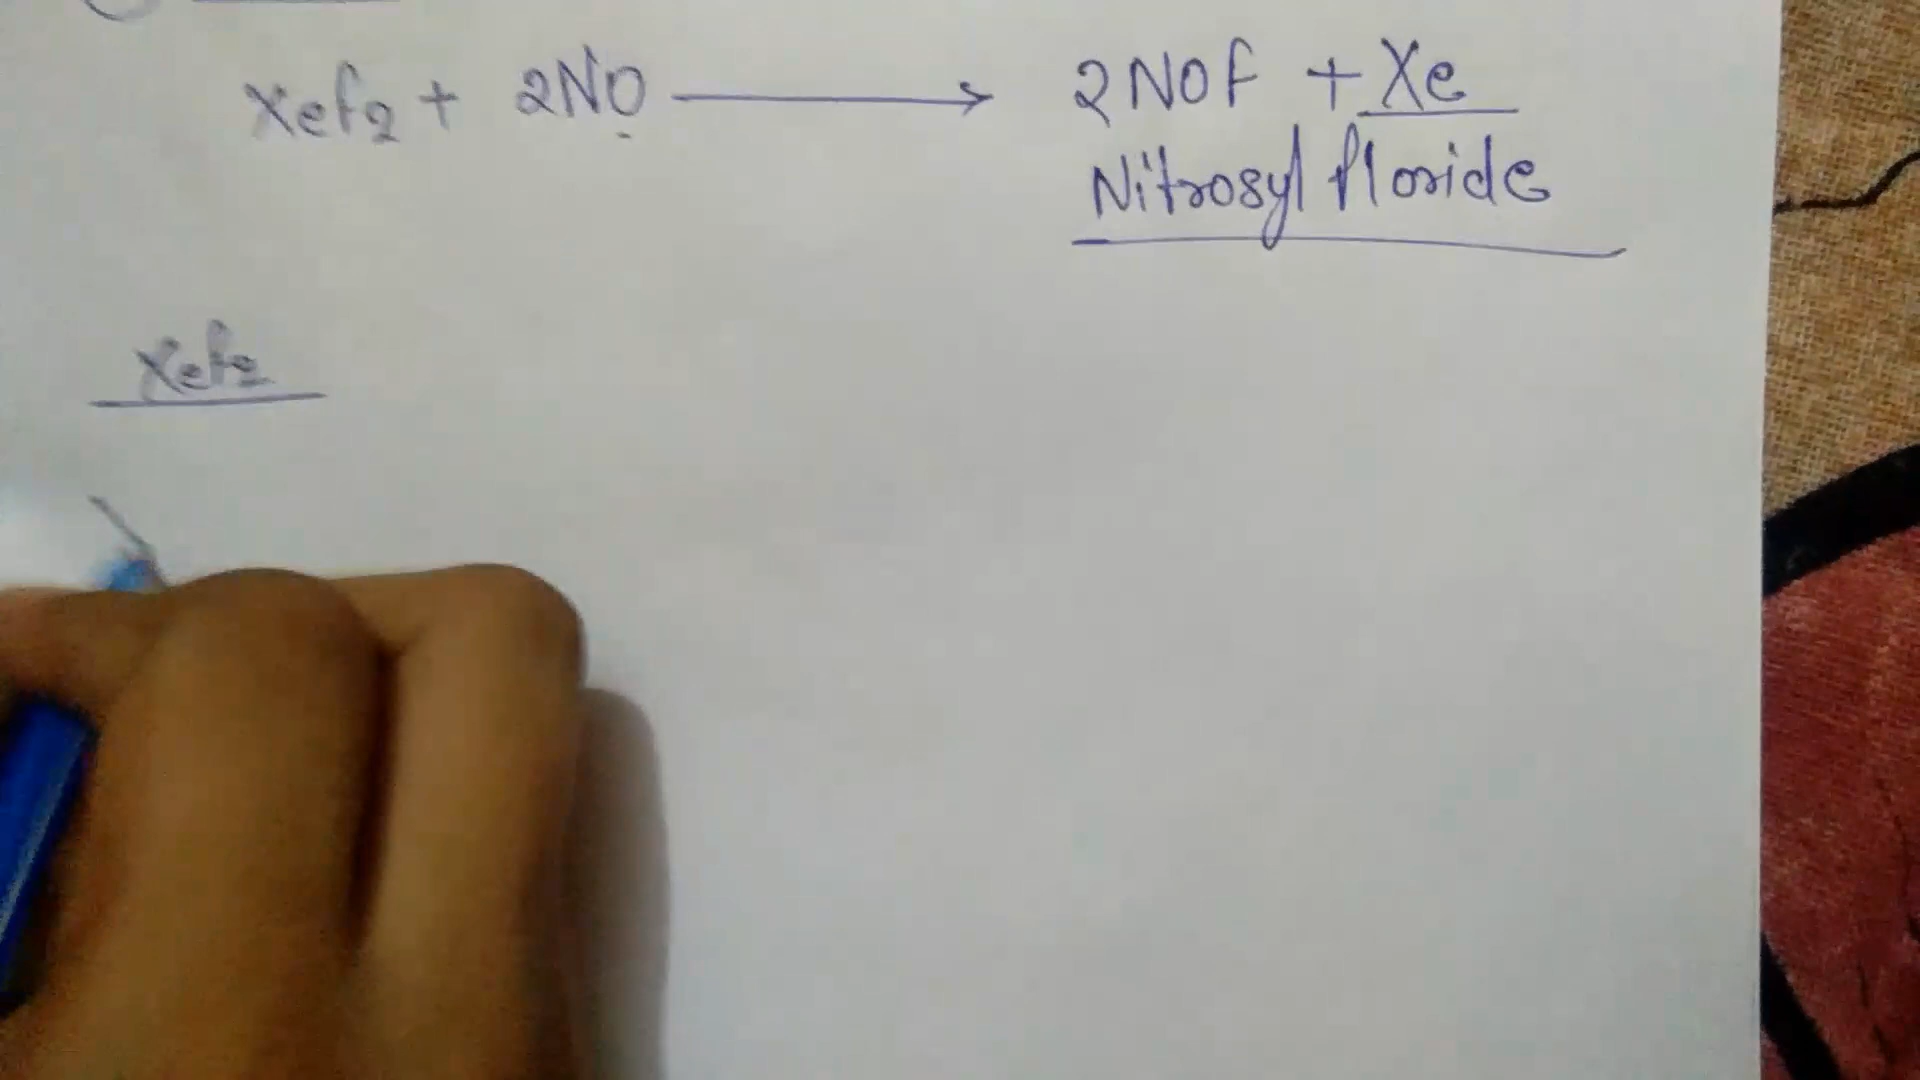 Xef2 + 2NO ⟶ 2NOF + Xe
Nitrosyl floride
Xef2